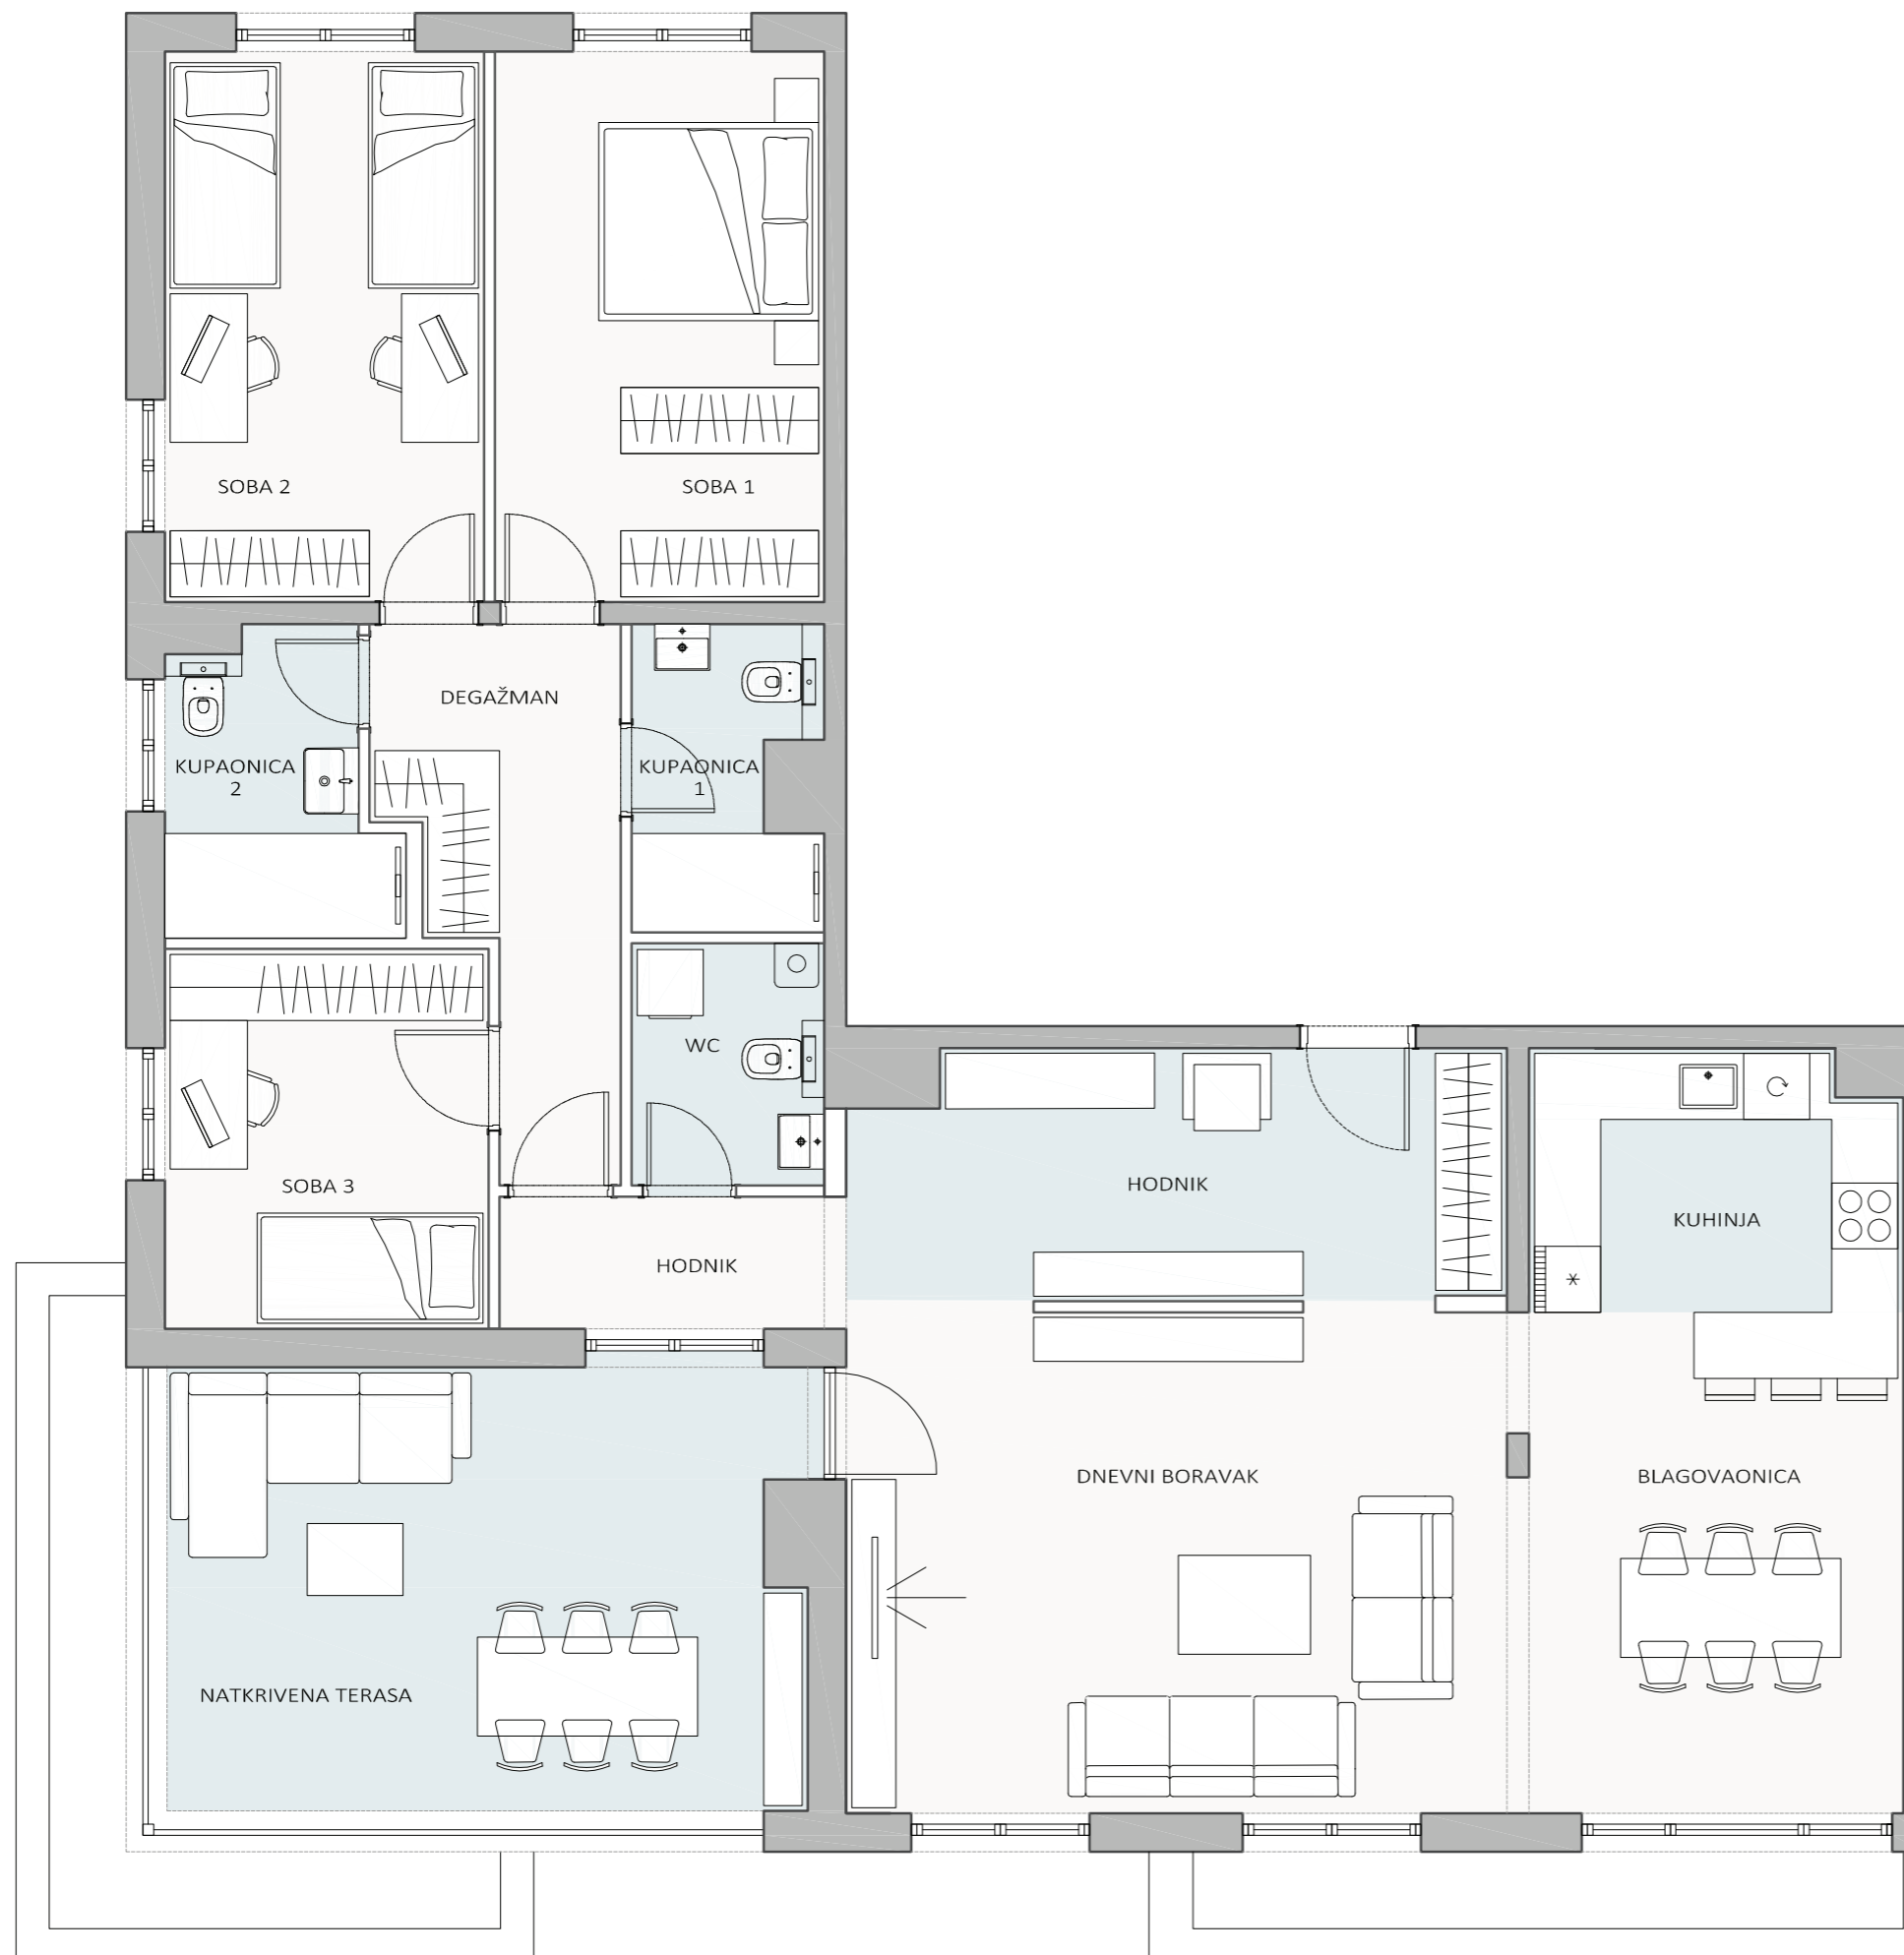 SOBA 2
SOBA 1
DEGAŽMAN
KUPAONICA
2
KUPAONICA
1
WC
SOBA 3
HODNIK
HODNIK
KUHINJA
DNEVNI BORAVAK
BLAGOVAONICA
NATKRIVENA TERASA